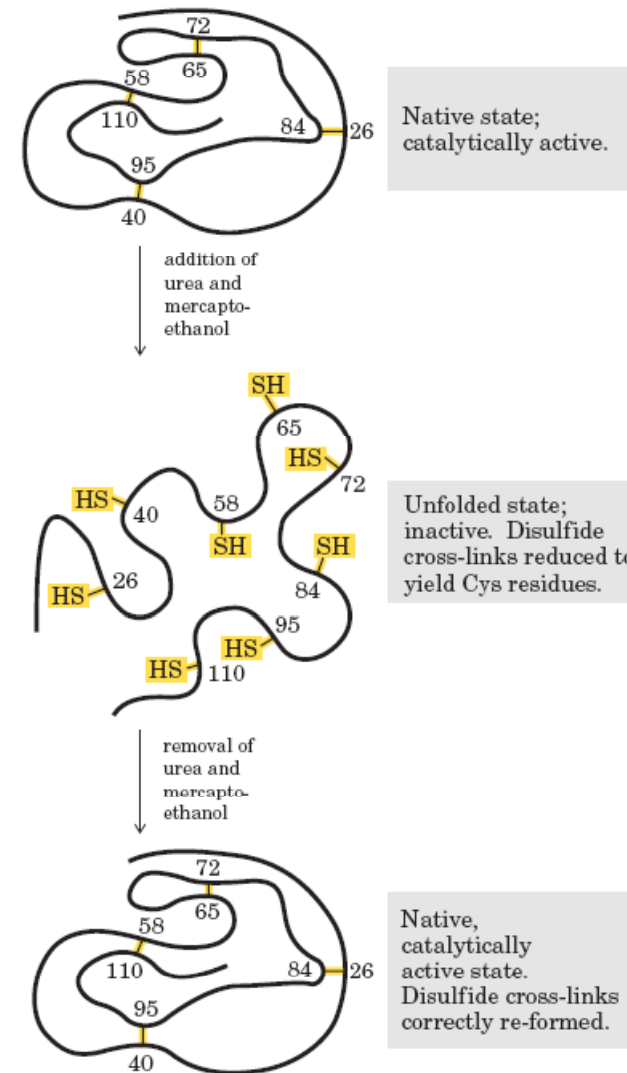 72
65
58
110
84
26
95
40
Native state;
catalytically active.
addition of
urea and
mercapto-
ethanol
SH
65
HS
72
HS
40
58
SH
SH
84
26
HS
95
HS
HS
110
Unfolded state;
inactive. Disulfide
cross-links reduced to
yield Cys residues.
removal of
urea and
mercapto-
ethanol
72
65
58
110
84
26
95
40
Native,
catalytically
active state.
Disulfide cross-links
correctly re-formed.